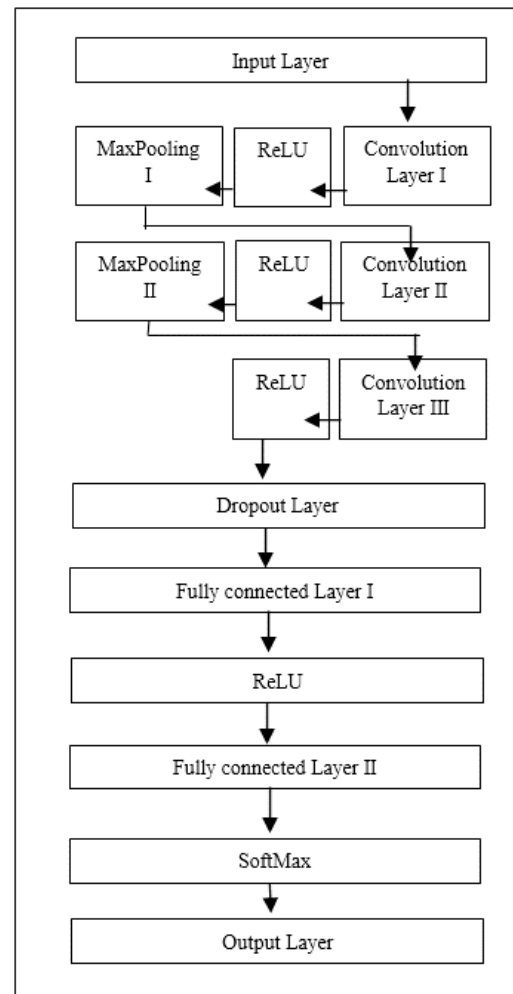 Input Layer
MaxPooling
I
ReLU
Convolution
Layer I
MaxPooling
II
ReLU
Convolution
Layer II
ReLU
Convolution
Layer III
Dropout Layer
Fully connected Layer I
ReLU
Fully connected Layer II
SoftMax
Output Layer